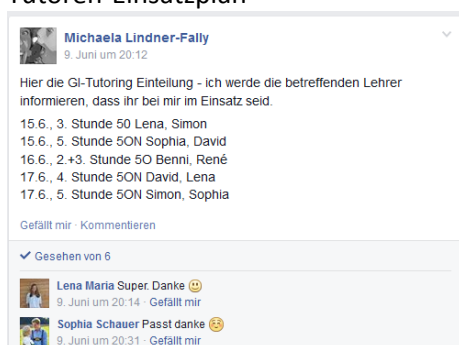 Tutoren-Einsatzplan
Michaela Lindner-Fally
9. Juni um 20:12
Hier die GI-Tutoring Einteilung - ich werde die betreffenden Lehrer
informieren, dass ihr bei mir im Einsatz seid.
15.6., 3. Stunde 50 Lena, Simon
15.6., 5. Stunde 5ON Sophia, David
16.6., 2.+3. Stunde 5O Benni, René
17.6., 4. Stunde 5ON David, Lena
17.6., 5. Stunde 5ON Simon, Sophia
Gefällt mir · Kommentieren
Gesehen von 6
Lena Maria Super. Danke
9. Juni um 20:14 · Gefällt mir
Sophia Schauer Passt danke
9. Juni um 20:31 · Gefällt mir